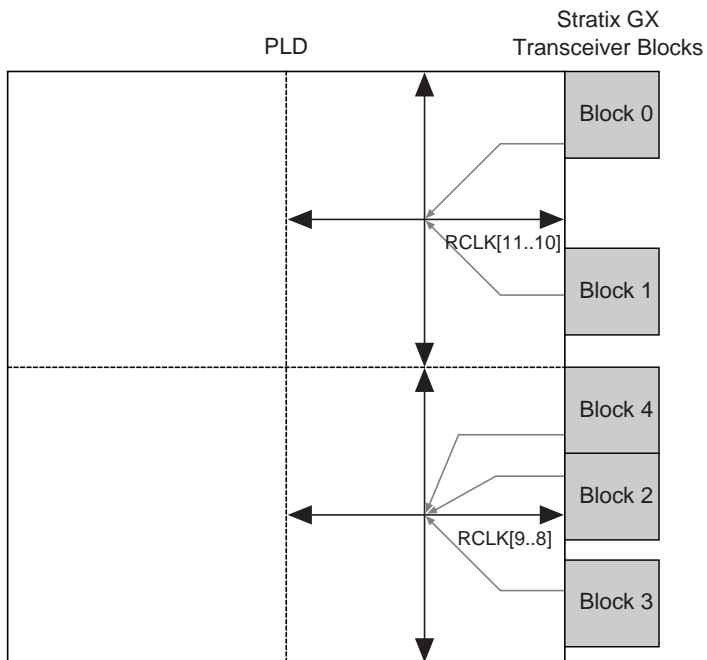 Stratix GX
Transceiver Blocks
PLD
Block 0
RCLK[11..10]
Block 1
Block 4
Block 2
RCLK[9..8]
Block 3